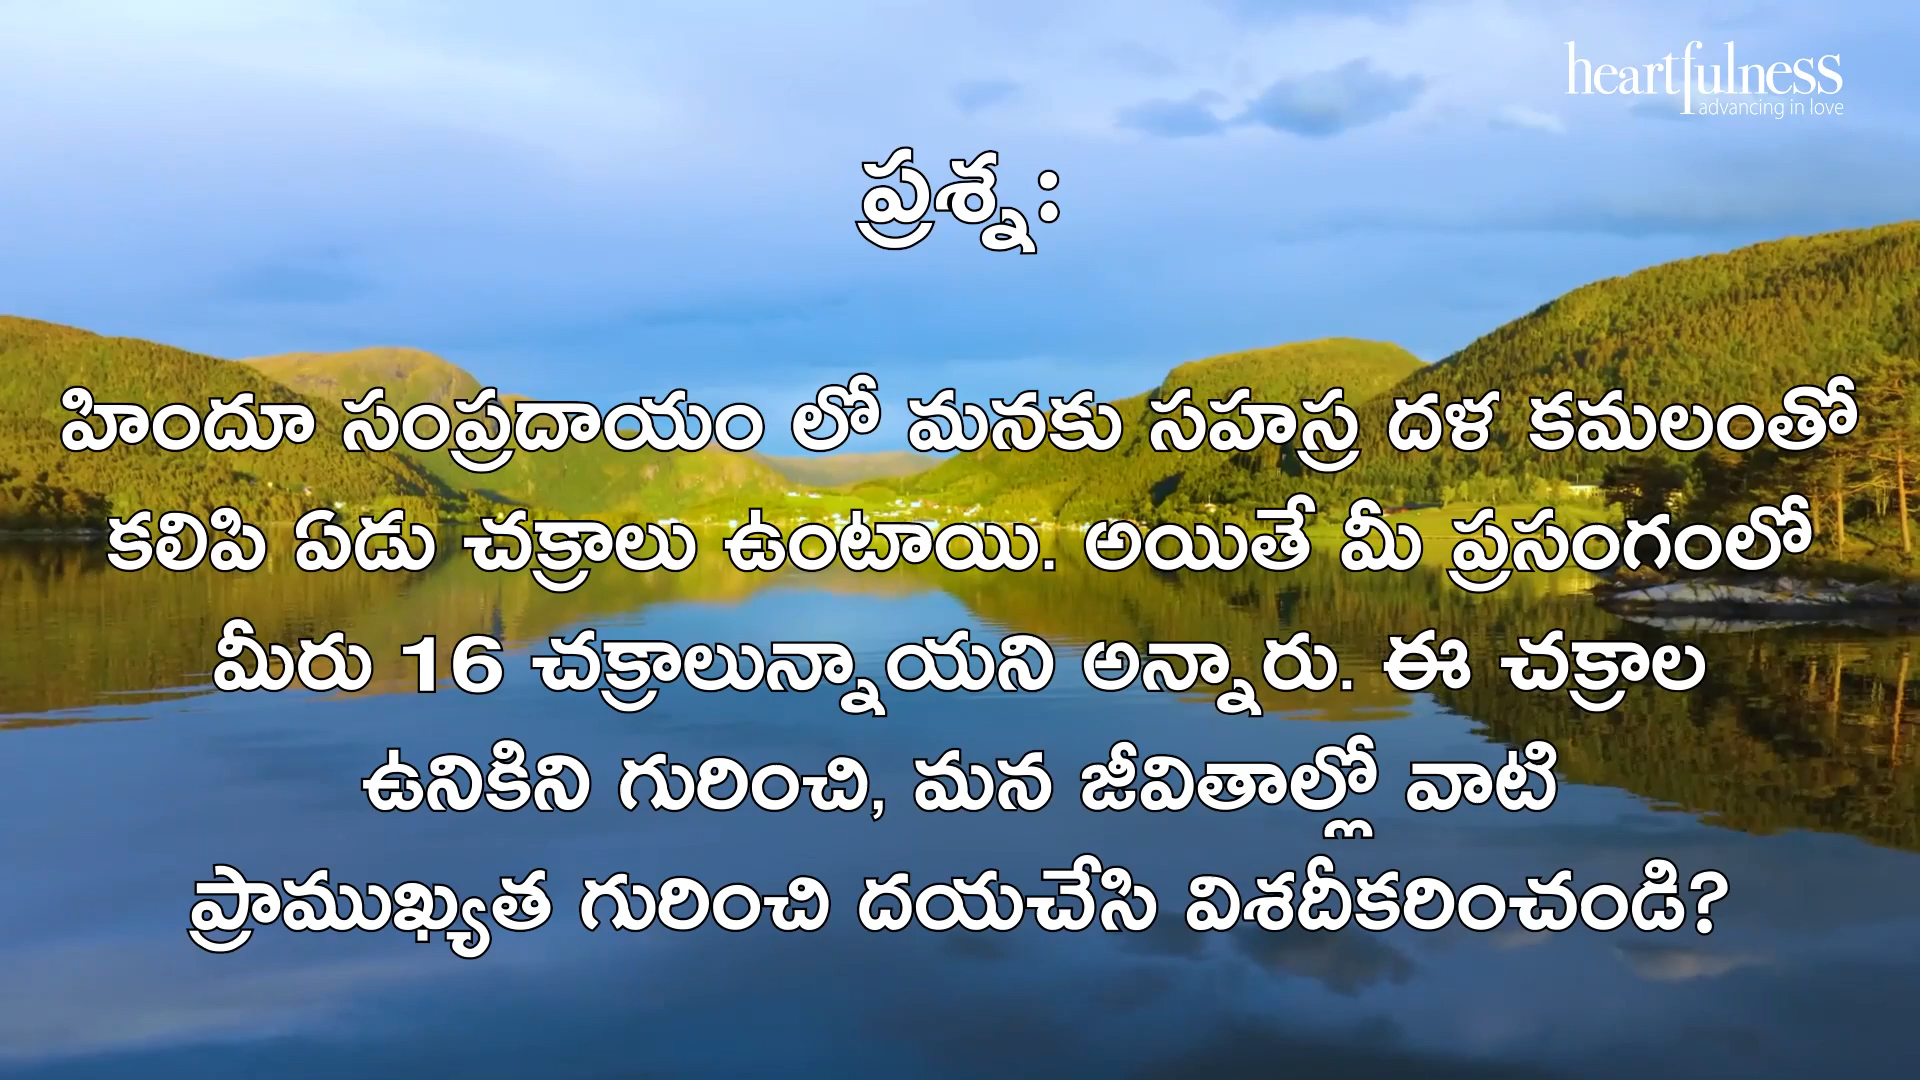 heartfulness
advancing in love
ప్రశ్న:
హిందూ సంప్రదాయం లో మనకు సహస్ర దళ కమలంతో
కలిపి ఏడు చక్రాలు ఉంటాయి. అయితే మీ ప్రసంగంలో
మీరు 16 చక్రాలున్నాయని అన్నారు. ఈ చక్రాల
ఉనికిని గురించి, మన జీవితాల్లో వాటి
ప్రాముఖ్యత గురించి దయచేసి విశదీకరించండి?